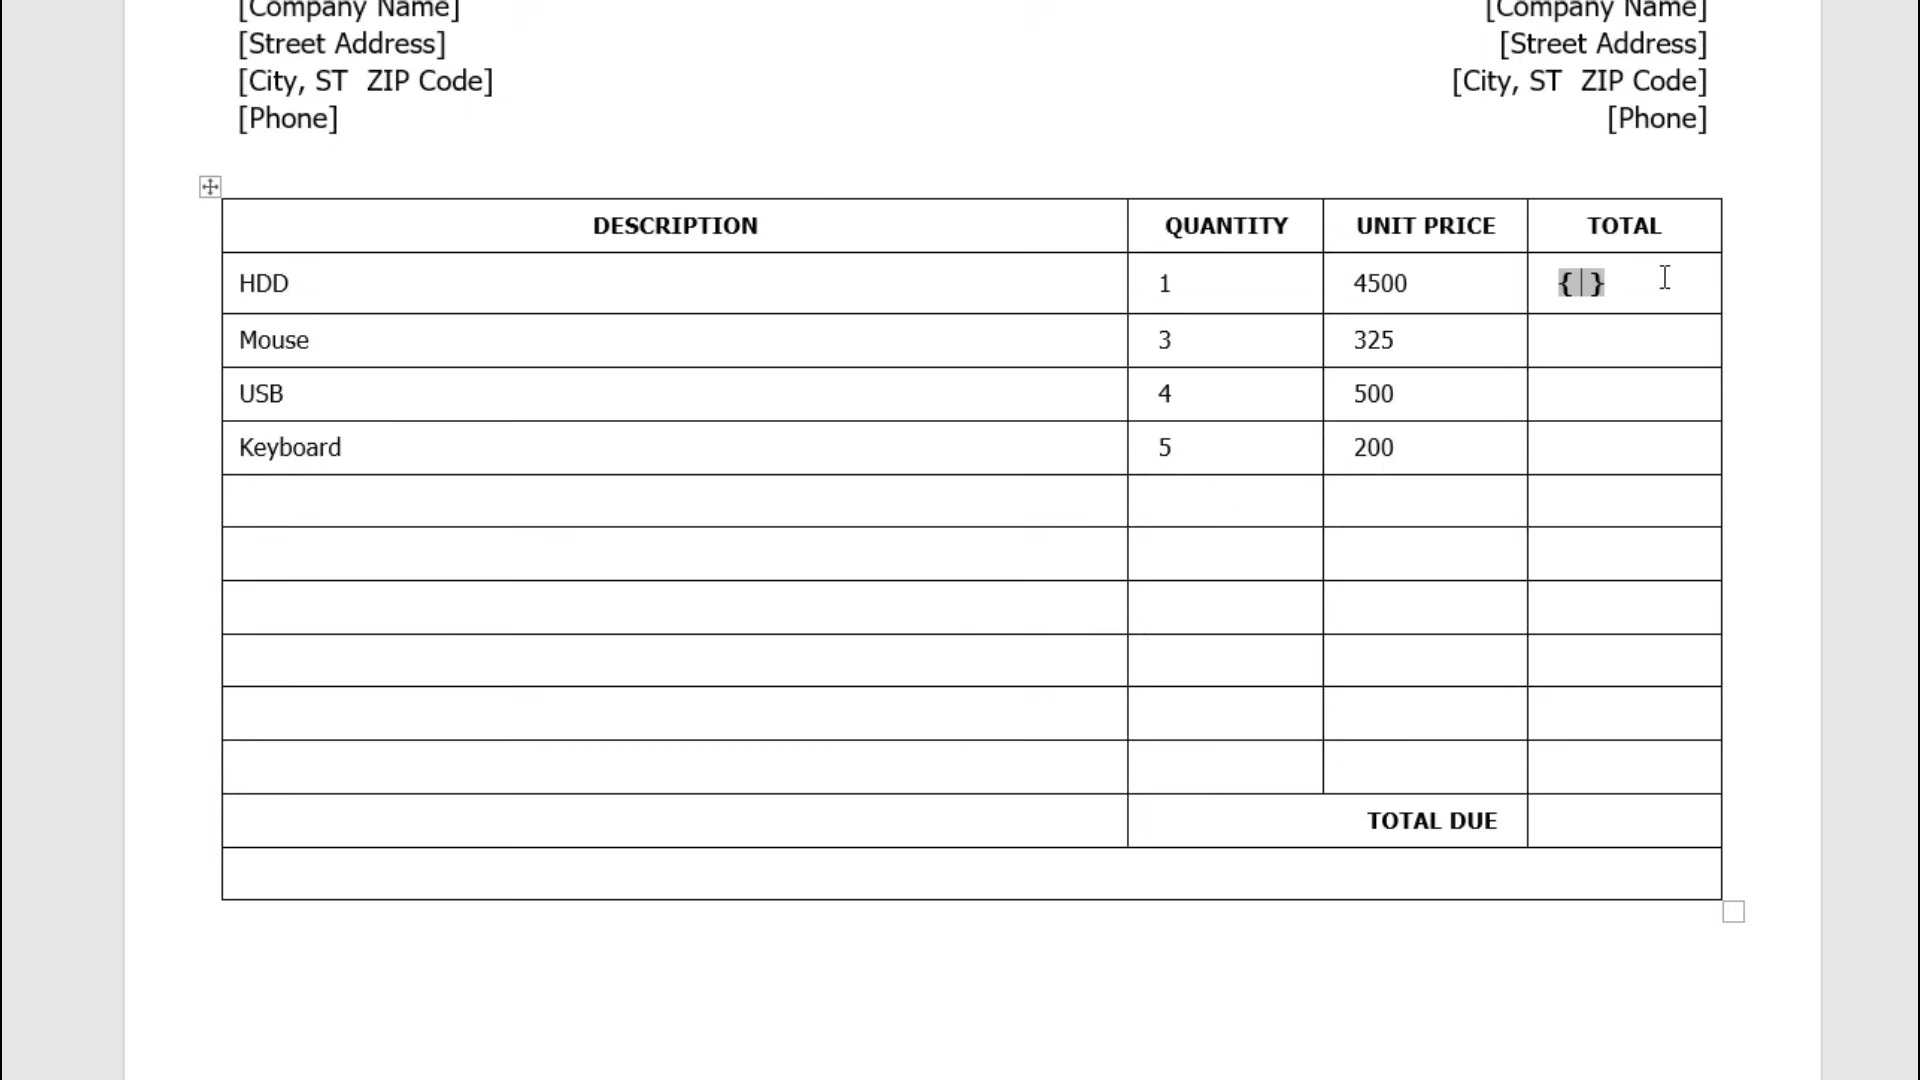 [Company Name] [Company Name]
[Street Address] [Street Address]
[City, ST  ZIP Code] [City, ST  ZIP Code]
[Phone] [Phone]
DESCRIPTION QUANTITY UNIT PRICE TOTAL
HDD 1 4500 { }
Mouse 3 325
USB 4 500
Keyboard 5 200
TOTAL DUE